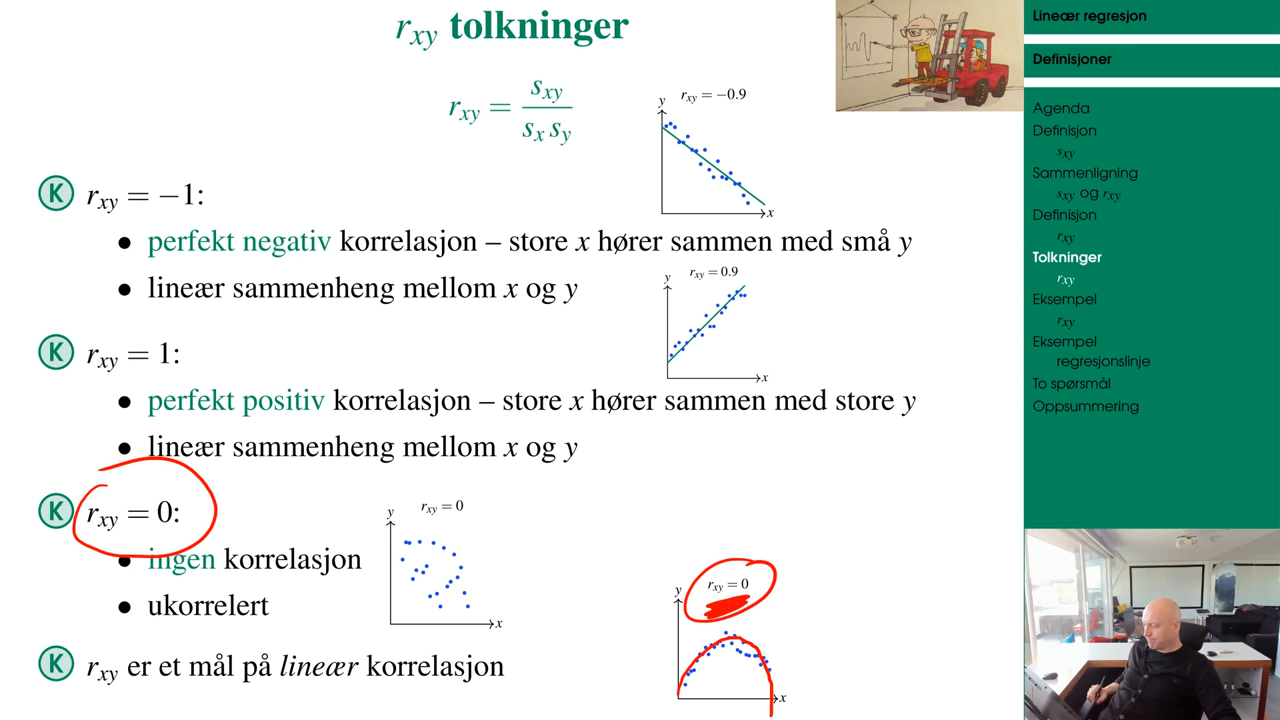 r_xy tolkninger
r_xy = s_xy / s_x s_y
K r_xy = −1:
• perfekt negativ korrelasjon – store x hører sammen med små y
• lineær sammenheng mellom x og y
y r_xy = −0.9
x
K r_xy = 1:
• perfekt positiv korrelasjon – store x hører sammen med store y
• lineær sammenheng mellom x og y
y r_xy = 0.9
x
K r_xy = 0:
• ingen korrelasjon
• ukorrelert
y r_xy = 0
x
K r_xy er et mål på lineær korrelasjon
y r_xy = 0
x
Lineær regresjon
Definisjoner
Agenda
Definisjon
s_xy
Sammenligning
s_xy og r_xy
Definisjon
r_xy
Tolkninger
r_xy
Eksempel
r_xy
Eksempel
regresjonslinje
To spørsmål
Oppsummering